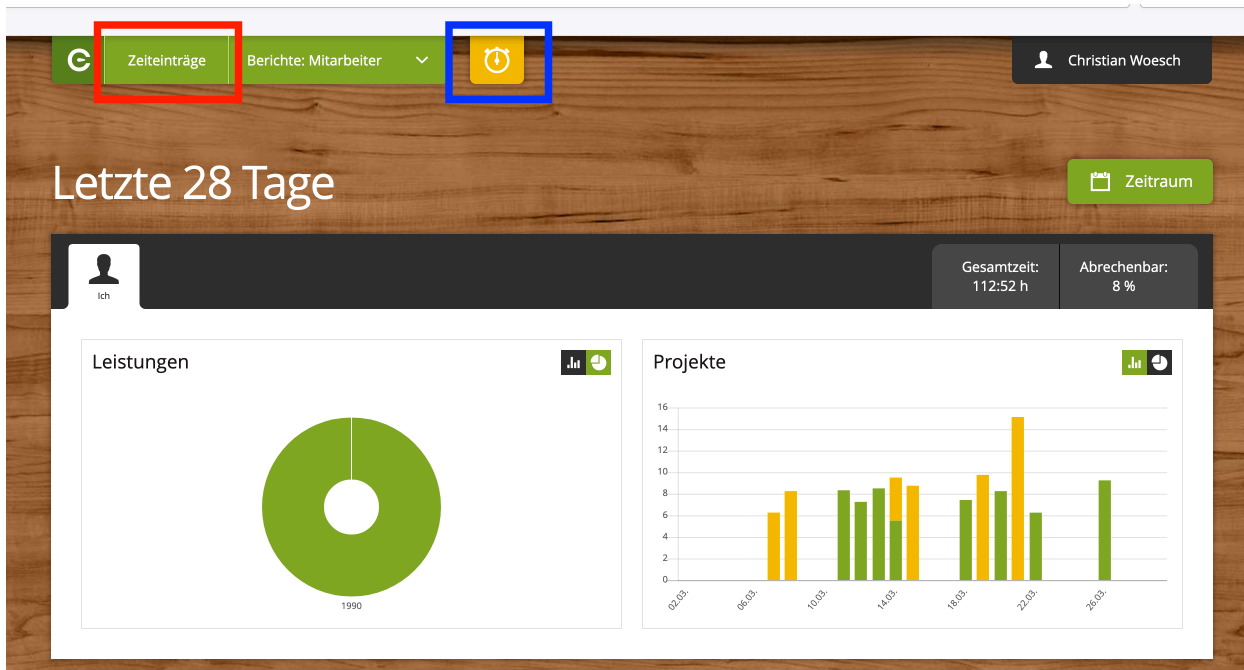 Zeiteinträge
Berichte: Mitarbeiter
Christian Woesch
Letzte 28 Tage
Zeitraum
Ich
Gesamtzeit:
112:52 h
Abrechenbar:
8 %
Leistungen
1990
Projekte
16
14
12
10
8
6
4
2
0
02.03.
06.03.
10.03.
14.03.
18.03.
22.03.
26.03.